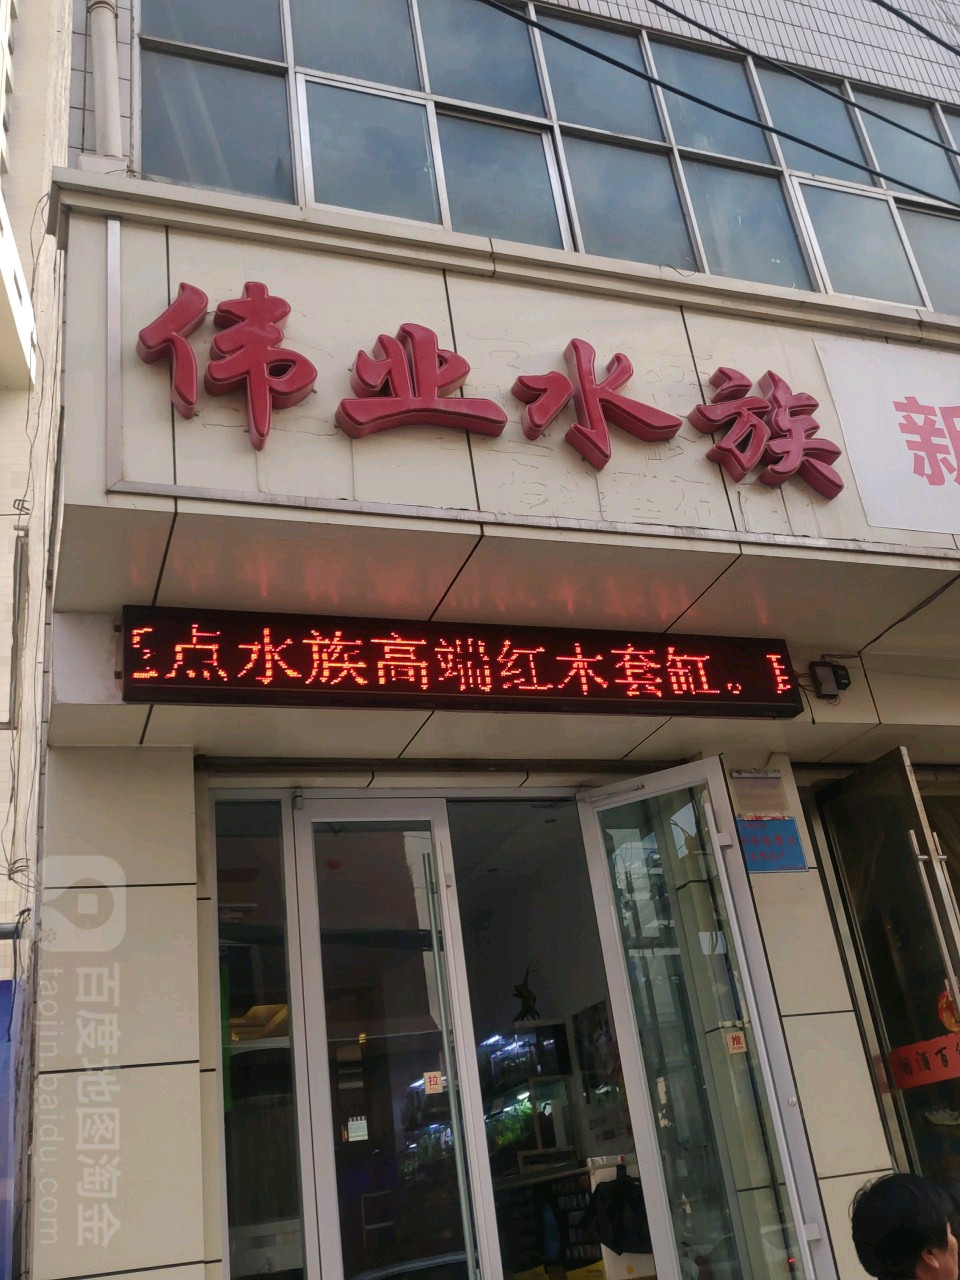 伟业水族
新
点水族高端红木套缸。
拉
推
百度地图淘金
taojin.baidu.com